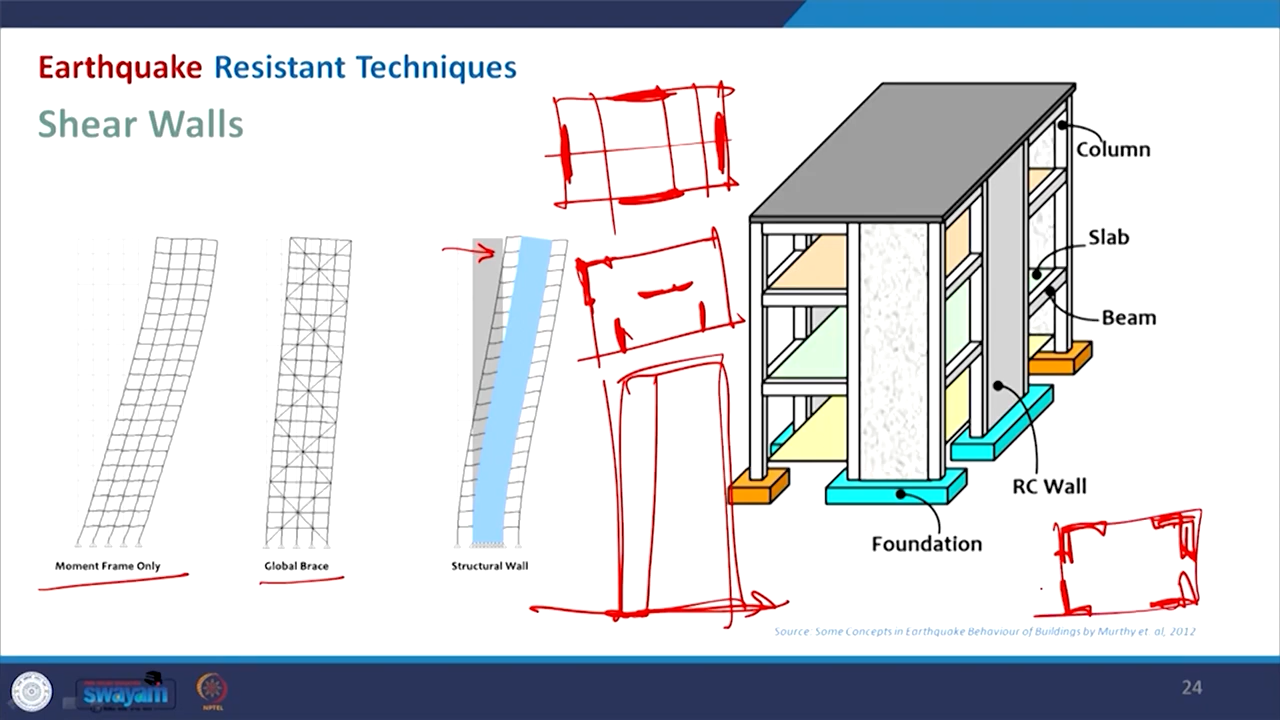 Earthquake Resistant Techniques
Shear Walls
Column
Slab
Beam
RC Wall
Foundation
Moment Frame Only
Global Brace
Structural Wall
Source: Some Concepts in Earthquake Behaviour of Buildings by Murthy et al, 2012
swayam
NPTEL
24